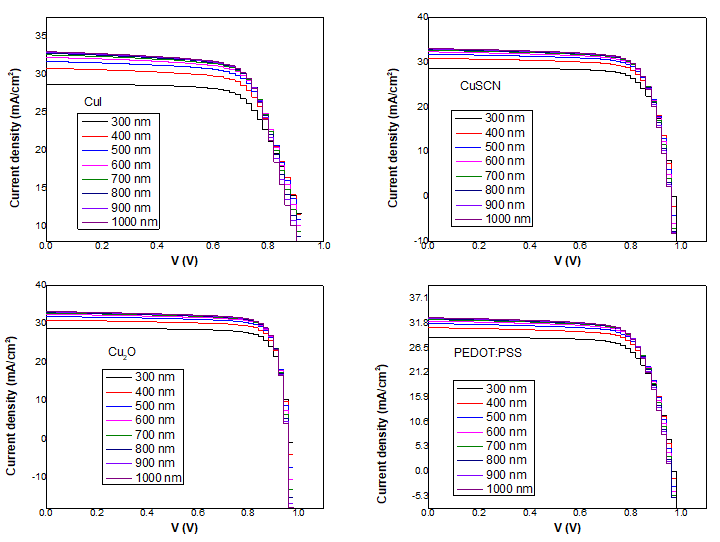 35
30
25
20
15
10
0.0
0.2
0.4
0.6
0.8
1.0
V (V)
Current density (mA/cm²)
CuI
300 nm
400 nm
500 nm
600 nm
700 nm
800 nm
900 nm
1000 nm
40
30
20
10
0
-10
0.0
0.2
0.4
0.6
0.8
1.0
V (V)
Current density (mA/cm²)
CuSCN
300 nm
400 nm
500 nm
600 nm
700 nm
800 nm
900 nm
1000 nm
40
30
20
10
0
-10
0.0
0.2
0.4
0.6
0.8
1.0
V (V)
Current density (mA/cm²)
Cu₂O
300 nm
400 nm
500 nm
600 nm
700 nm
800 nm
900 nm
1000 nm
37.1
31.8
26.5
21.2
15.9
10.6
5.3
0.0
-5.3
0.0
0.2
0.4
0.6
0.8
1.0
V (V)
Current density (mA/cm²)
PEDOT:PSS
300 nm
400 nm
500 nm
600 nm
700 nm
800 nm
900 nm
1000 nm